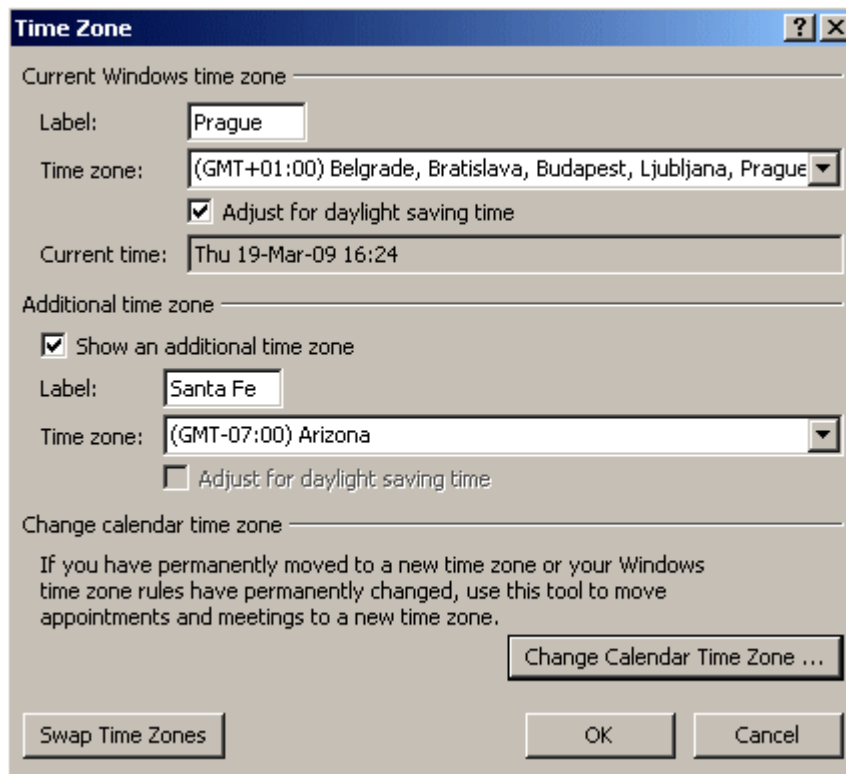 Time Zone
Current Windows time zone
Label: Prague
Time zone: (GMT+01:00) Belgrade, Bratislava, Budapest, Ljubljana, Prague
Adjust for daylight saving time
Current time: Thu 19-Mar-09 16:24
Additional time zone
Show an additional time zone
Label: Santa Fe
Time zone: (GMT-07:00) Arizona
Adjust for daylight saving time
Change calendar time zone
If you have permanently moved to a new time zone or your Windows
time zone rules have permanently changed, use this tool to move
appointments and meetings to a new time zone.
Change Calendar Time Zone ...
Swap Time Zones OK Cancel